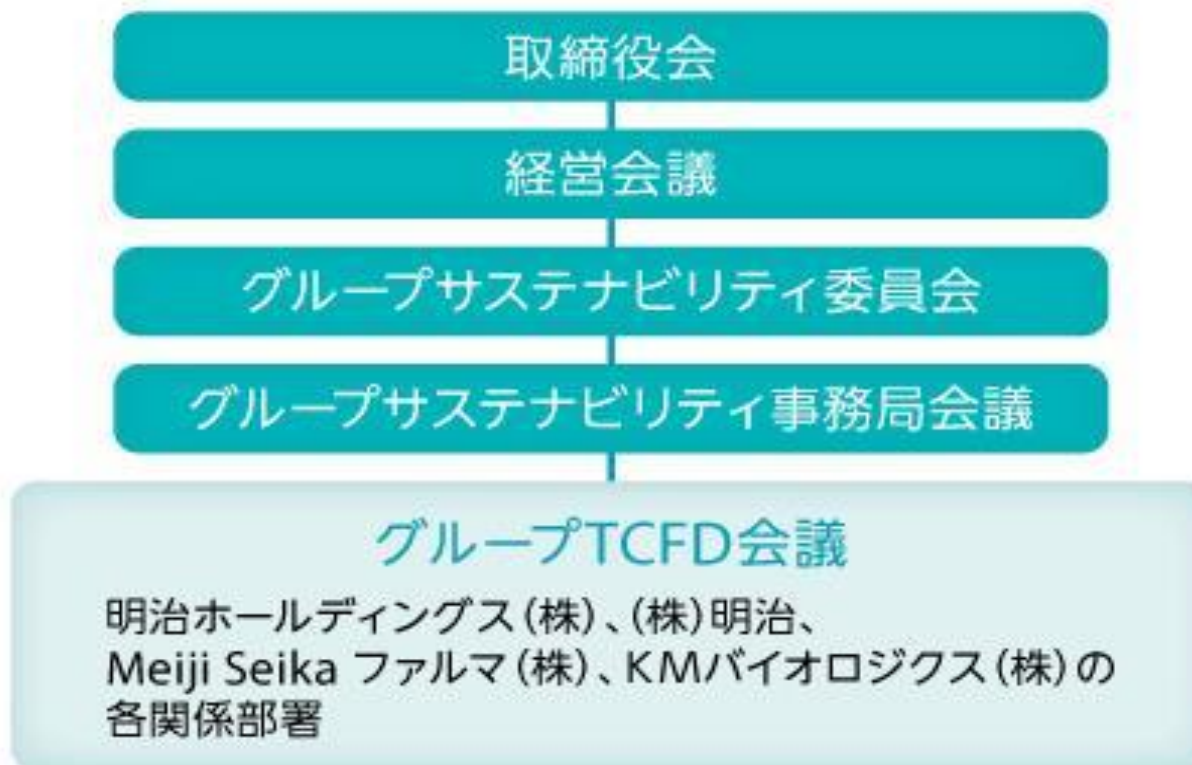 取締役会
経営会議
グループサステナビリティ委員会
グループサステナビリティ事務局会議
グループTCFD会議
明治ホールディングス(株)、(株)明治、
Meiji Seika ファルマ(株)、KMバイオロジクス(株)の
各関係部署